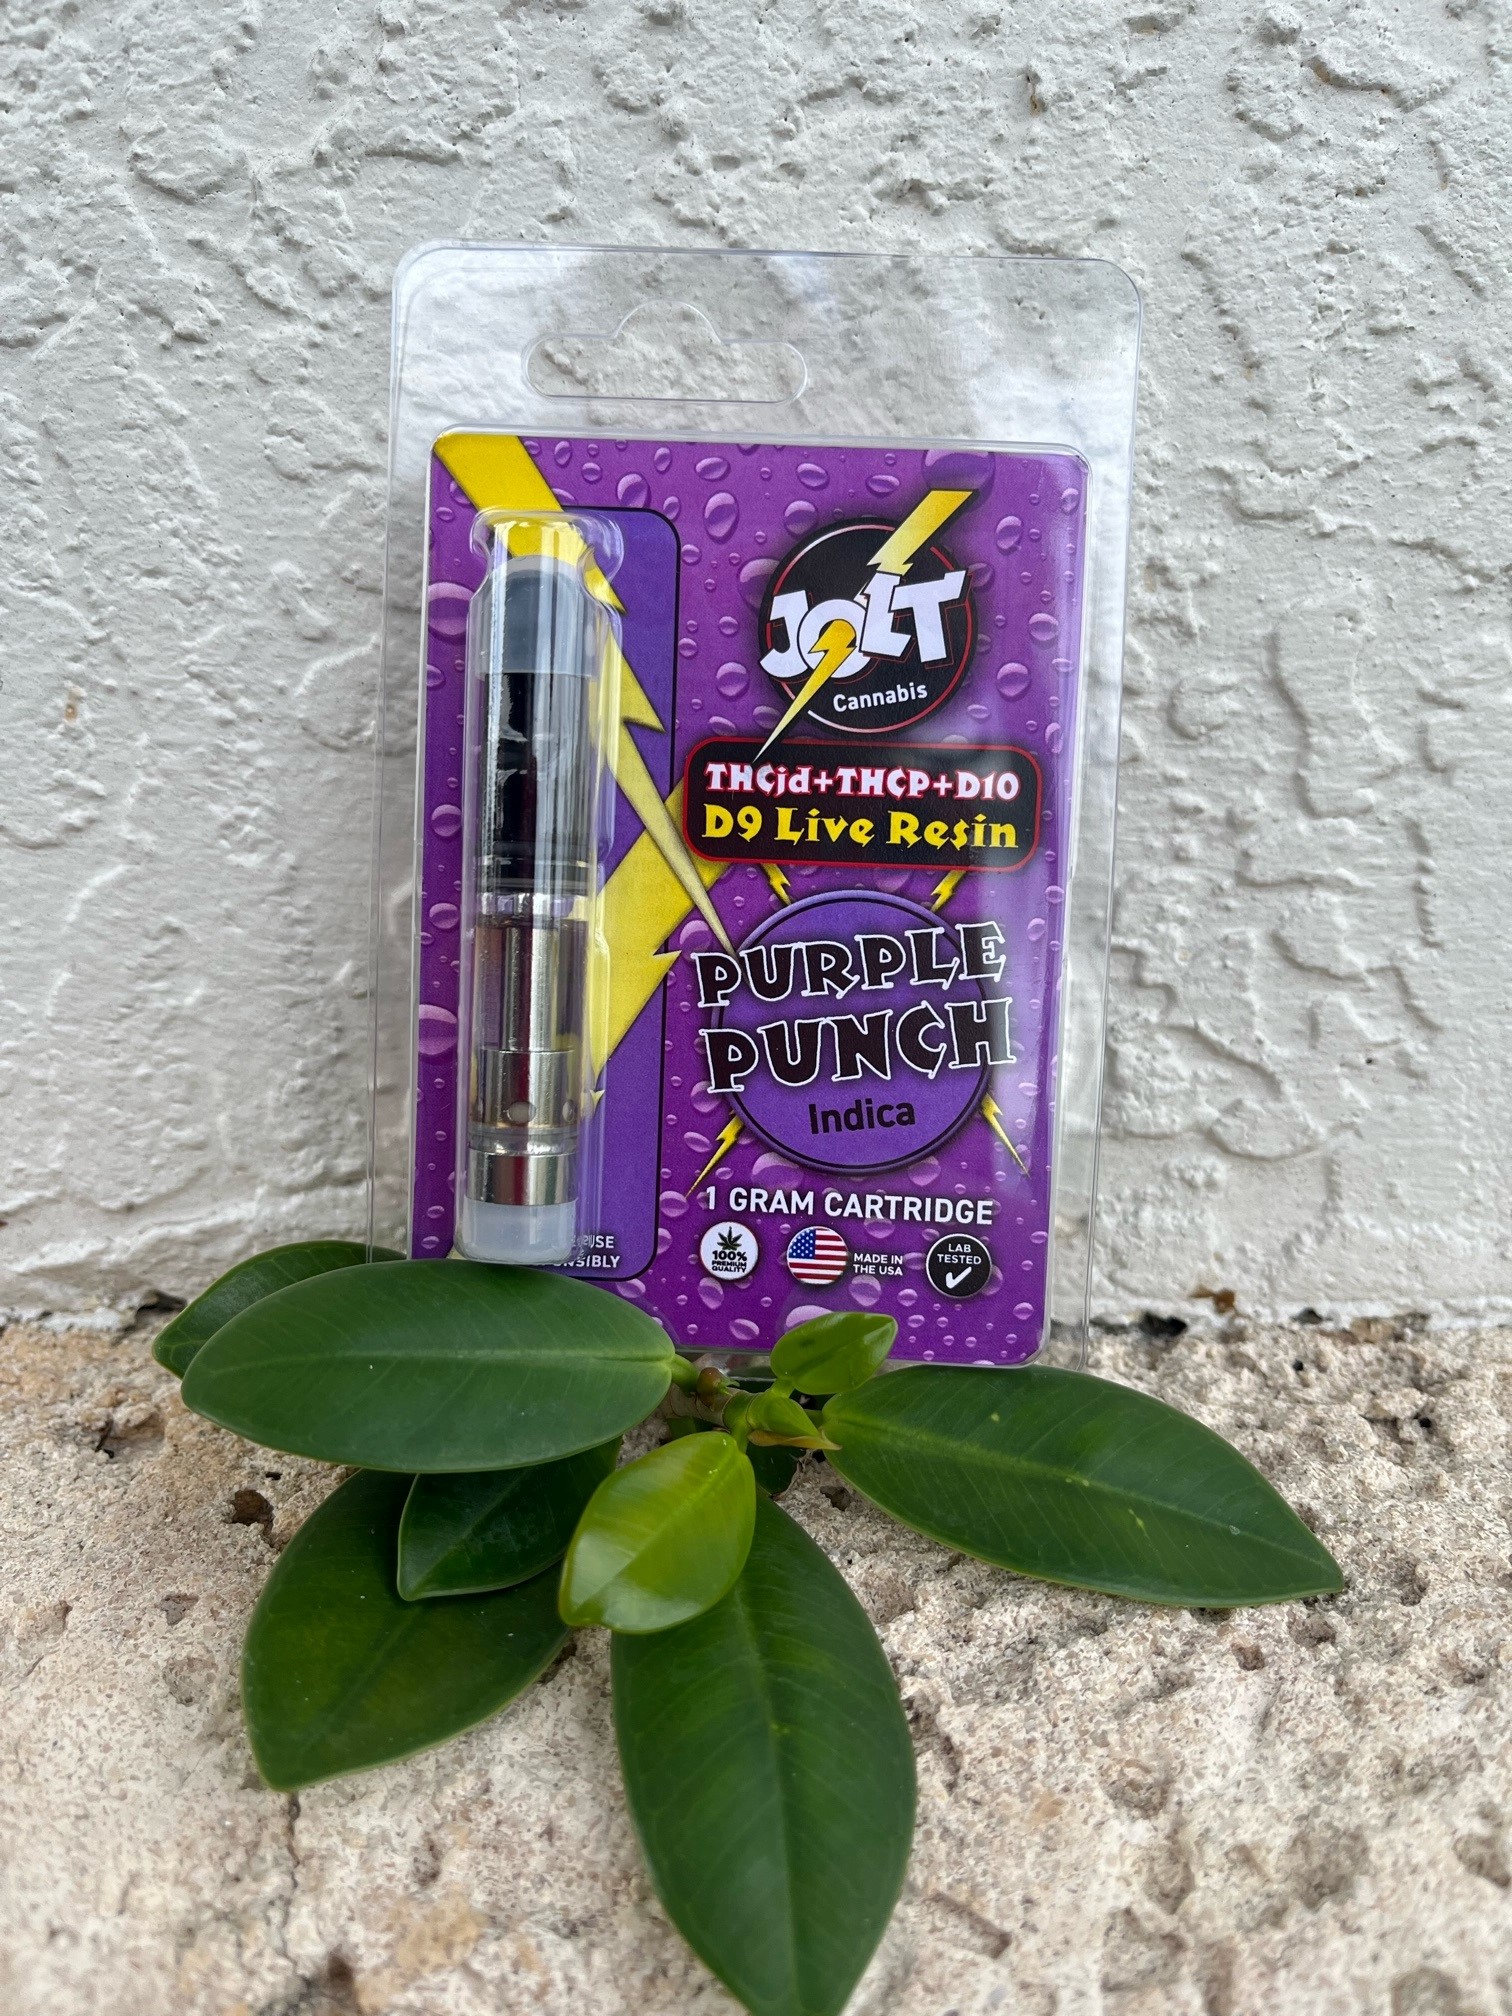 JOLT
Cannabis
THCjd+THCP+D10
D9 Live Resin
PURPLE
PUNCH
Indica
1 GRAM CARTRIDGE
100%
PREMIUM
QUALITY
MADE IN
THE USA
LAB
TESTED